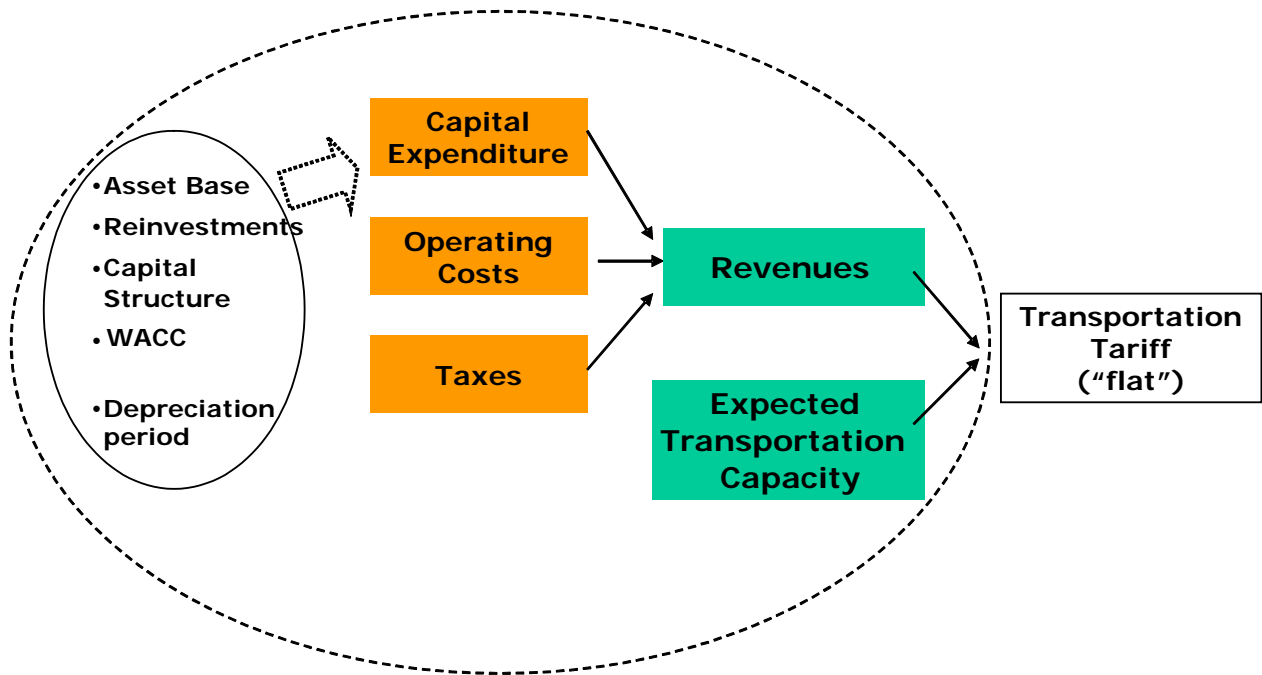 •Asset Base
•Reinvestments
•Capital
Structure
•WACC
•Depreciation
period
Capital
Expenditure
Operating
Costs
Taxes
Revenues
Expected
Transportation
Capacity
Transportation
Tariff
(“flat”)